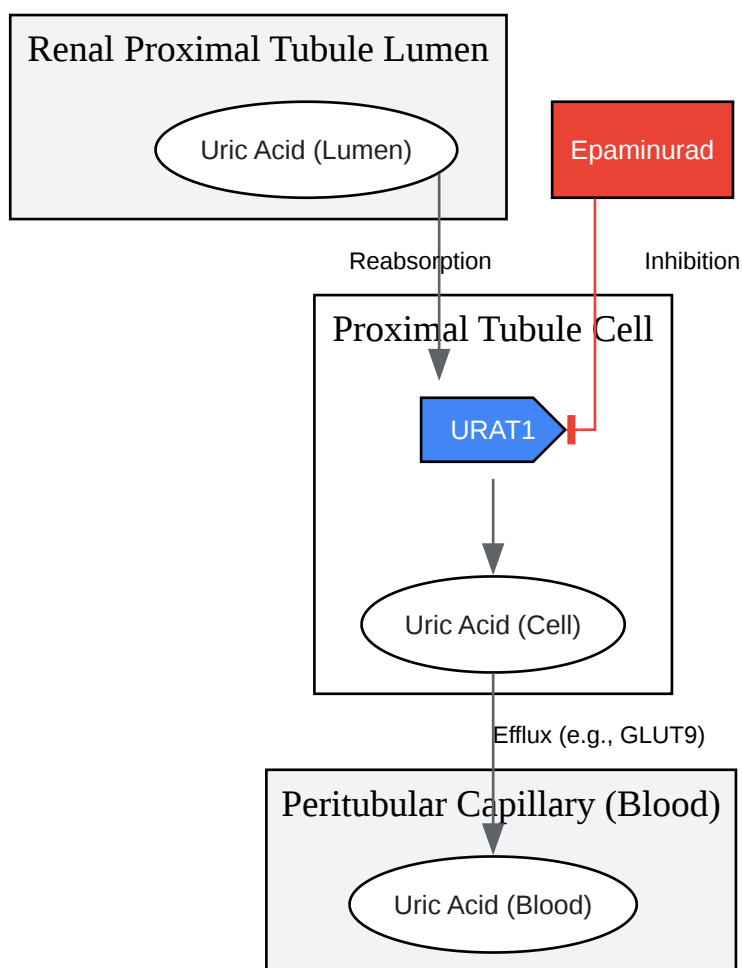 Renal Proximal Tubule Lumen
Uric Acid (Lumen)
Epaminurad
Reabsorption
Inhibition
Proximal Tubule Cell
URAT1
Uric Acid (Cell)
Efflux (e.g., GLUT9)
Peritubular Capillary (Blood)
Uric Acid (Blood)